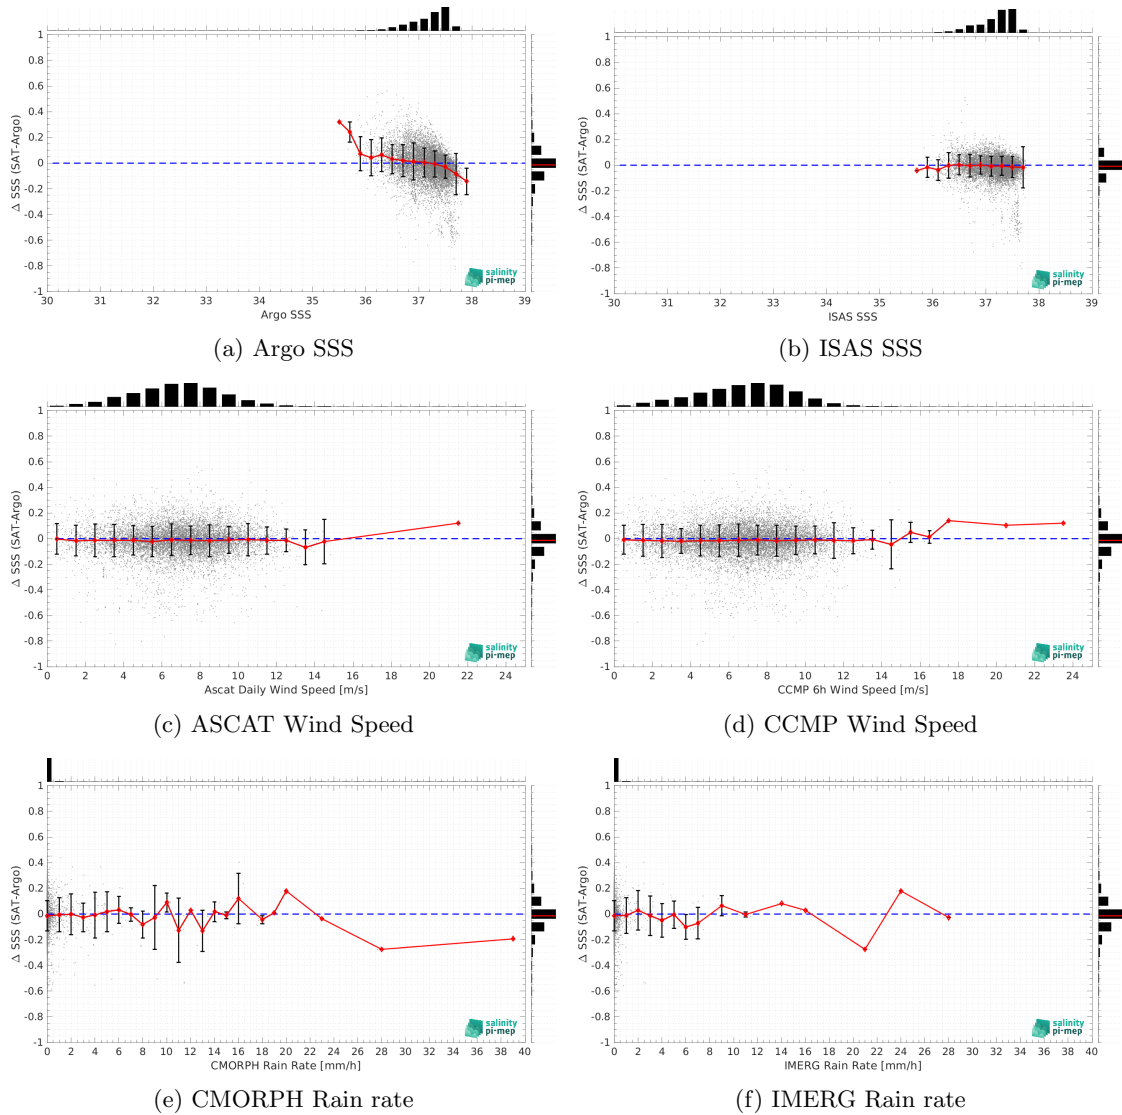 1
0.8
0.6
0.4
0.2
0
-0.2
-0.4
-0.6
-0.8
-1
Δ SSS (SAT-Argo)
30 31 32 33 34 35 36 37 38 39
Argo SSS
salinity
pi-mep
(a) Argo SSS
1
0.8
0.6
0.4
0.2
0
-0.2
-0.4
-0.6
-0.8
-1
Δ SSS (SAT-Argo)
30 31 32 33 34 35 36 37 38 39
ISAS SSS
salinity
pi-mep
(b) ISAS SSS
1
0.8
0.6
0.4
0.2
0
-0.2
-0.4
-0.6
-0.8
-1
Δ SSS (SAT-Argo)
0 2 4 6 8 10 12 14 16 18 20 22 24
Ascat Daily Wind Speed [m/s]
salinity
pi-mep
(c) ASCAT Wind Speed
1
0.8
0.6
0.4
0.2
0
-0.2
-0.4
-0.6
-0.8
-1
Δ SSS (SAT-Argo)
0 2 4 6 8 10 12 14 16 18 20 22 24
CCMP 6h Wind Speed [m/s]
salinity
pi-mep
(d) CCMP Wind Speed
1
0.8
0.6
0.4
0.2
0
-0.2
-0.4
-0.6
-0.8
-1
Δ SSS (SAT-Argo)
0 2 4 6 8 10 12 14 16 18 20 22 24 26 28 30 32 34 36 38 40
CMORPH Rain Rate [mm/h]
salinity
pi-mep
(e) CMORPH Rain rate
1
0.8
0.6
0.4
0.2
0
-0.2
-0.4
-0.6
-0.8
-1
Δ SSS (SAT-Argo)
0 2 4 6 8 10 12 14 16 18 20 22 24 26 28 30 32 34 36 38 40
IMERG Rain Rate [mm/h]
salinity
pi-mep
(f) IMERG Rain rate